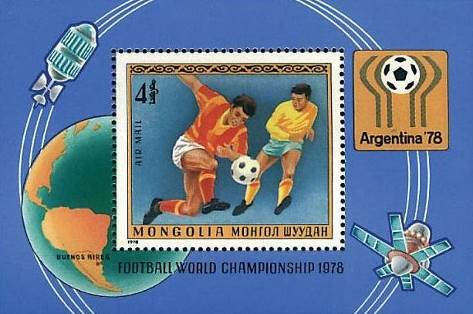 4
AIR MAIL
Argentina '78
1978
MONGOLIA МОНГОЛ ШУУДАН
BUENOS AIRES
FOOTBALL WORLD CHAMPIONSHIP 1978